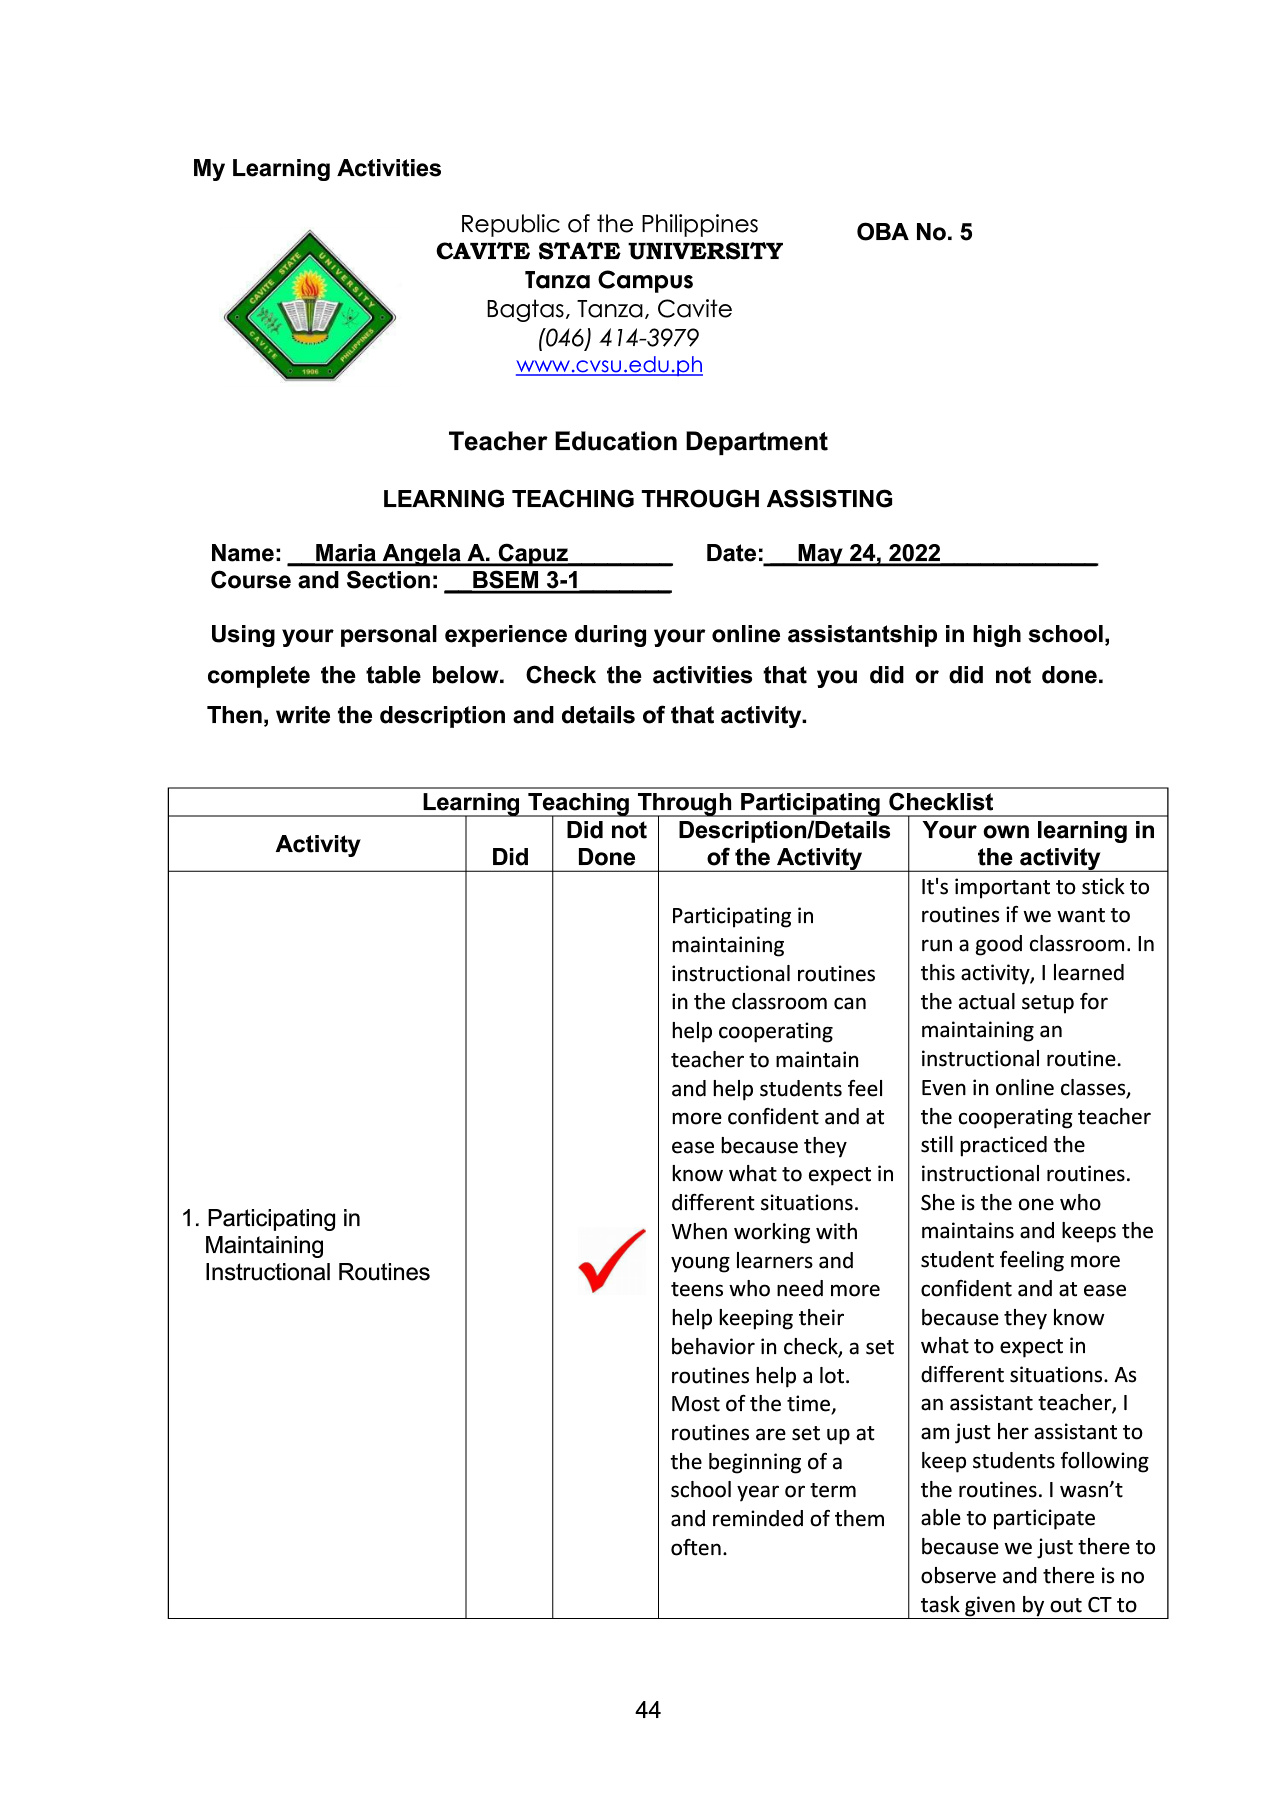 My Learning Activities
Republic of the Philippines
CAVITE STATE UNIVERSITY
Tanza Campus
Bagtas, Tanza, Cavite
(046) 414-3979
www.cvsu.edu.ph
OBA No. 5
CAVITE STATE UNIVERSITY
CAVITE PHILIPPINES
1906
Teacher Education Department
LEARNING TEACHING THROUGH ASSISTING
Name: __Maria Angela A. Capuz________ Date:__May 24, 2022____________
Course and Section: __BSEM 3-1_______
Using your personal experience during your online assistantship in high school,
complete the table below. Check the activities that you did or did not done.
Then, write the description and details of that activity.
Learning Teaching Through Participating Checklist
Activity
Did
Did not
Done
Description/Details
of the Activity
Your own learning in
the activity
1. Participating in
Maintaining
Instructional Routines
Participating in
maintaining
instructional routines
in the classroom can
help cooperating
teacher to maintain
and help students feel
more confident and at
ease because they
know what to expect in
different situations.
When working with
young learners and
teens who need more
help keeping their
behavior in check, a set
routines help a lot.
Most of the time,
routines are set up at
the beginning of a
school year or term
and reminded of them
often.
It's important to stick to
routines if we want to
run a good classroom. In
this activity, I learned
the actual setup for
maintaining an
instructional routine.
Even in online classes,
the cooperating teacher
still practiced the
instructional routines.
She is the one who
maintains and keeps the
student feeling more
confident and at ease
because they know
what to expect in
different situations. As
an assistant teacher, I
am just her assistant to
keep students following
the routines. I wasn’t
able to participate
because we just there to
observe and there is no
task given by out CT to
44